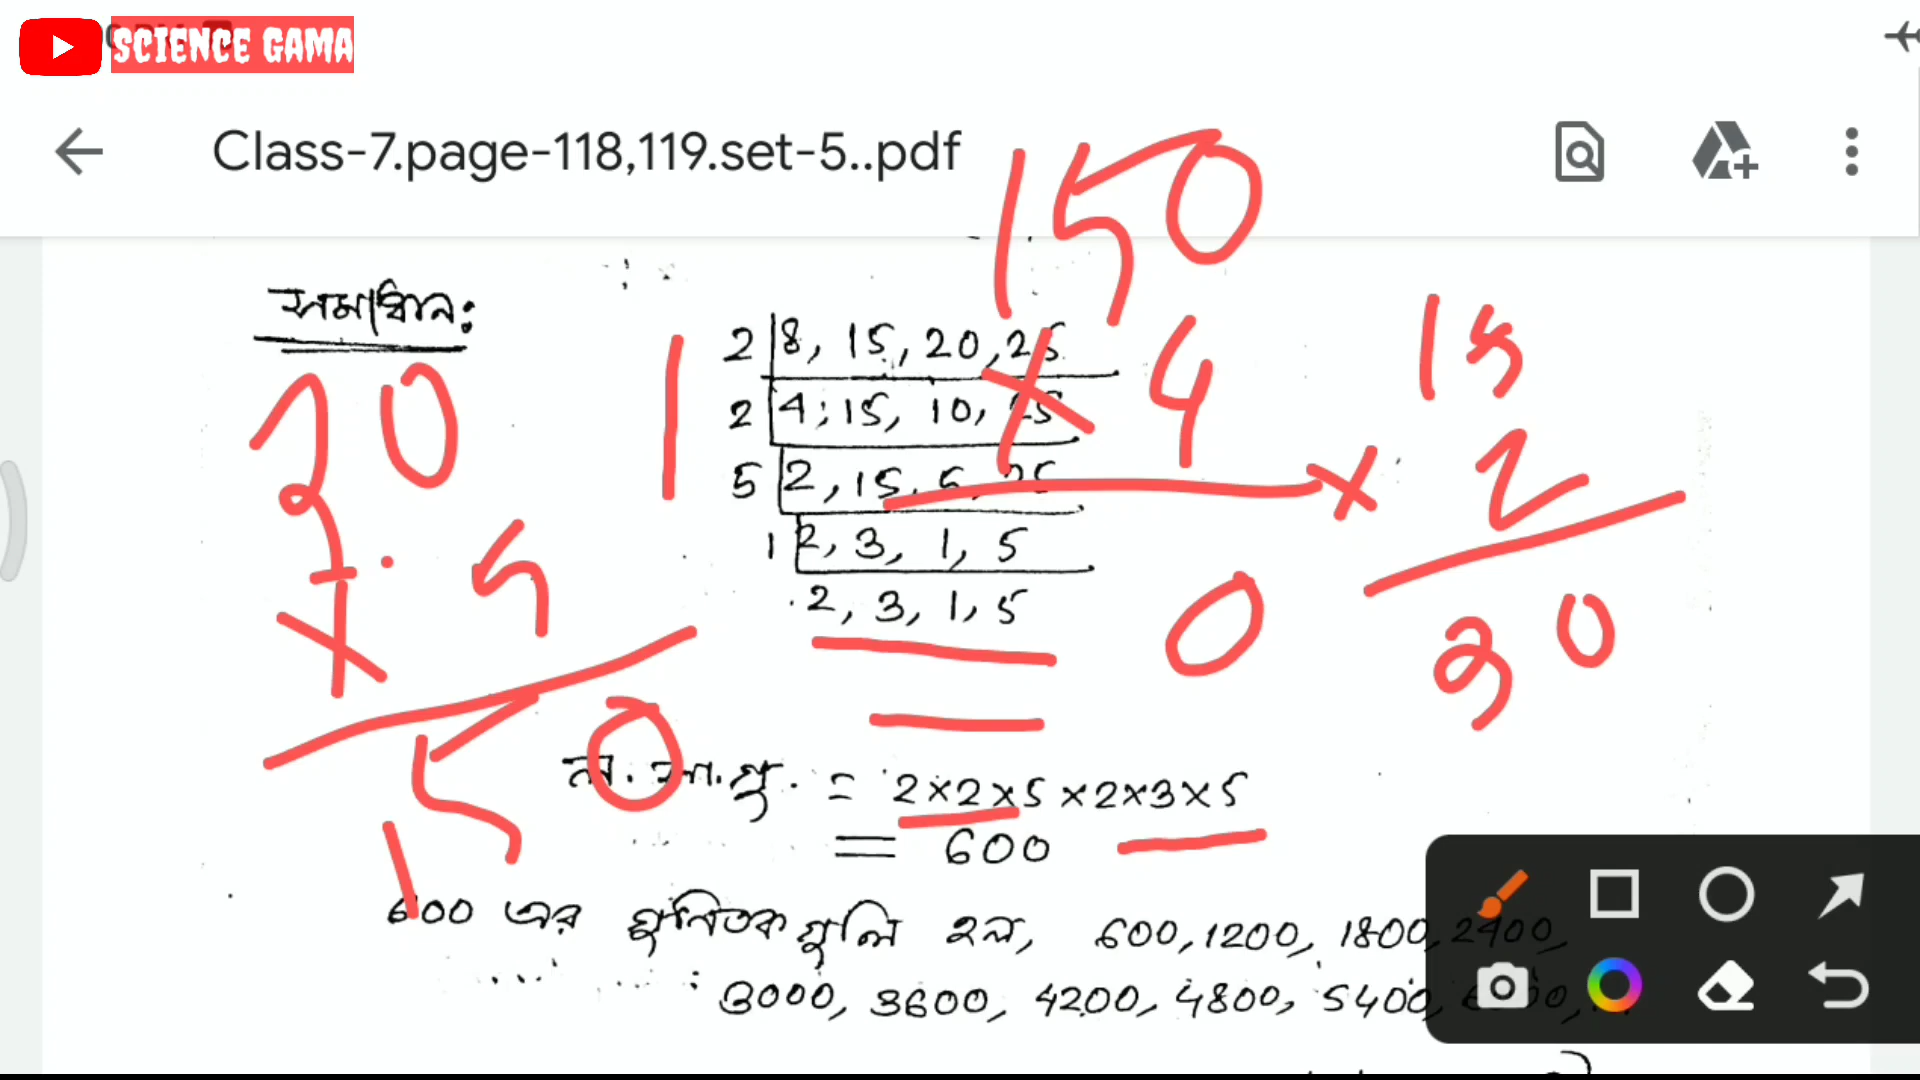 SCIENCE GAMA
Class-7.page-118,119.set-5..pdf
150
সমাধান:
2 8, 15, 20, 25
× 4
15
20
1
2 4, 15, 10, 25
× 2
5 2, 15, 5, 25
× 5
1 2, 3, 1, 5
2, 3, 1, 5
0
30
150
ল.সা.গু. = 2×2×5×2×3×5
= 600
600 এর গুনিতক গুলি হল, 600, 1200, 1800, 2400,
3000, 3600, 4200, 4800, 5400,